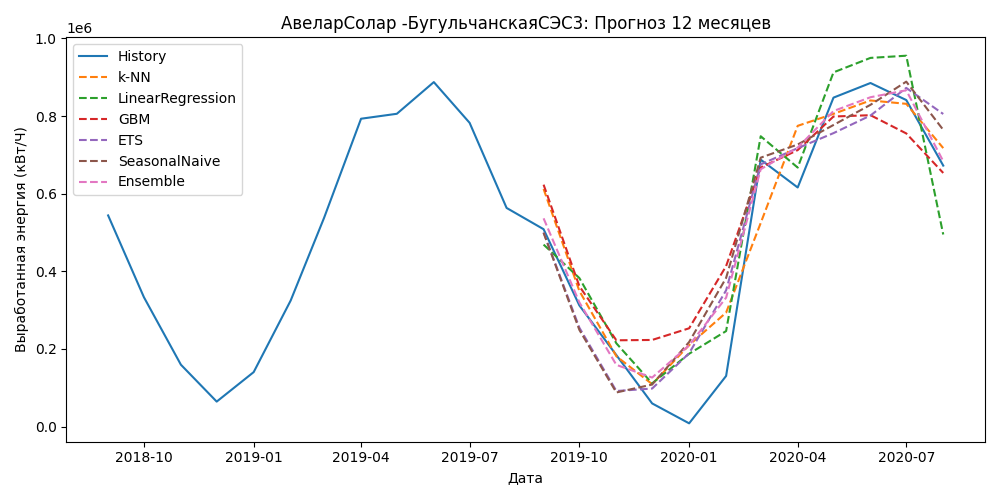 АвеларСолар -БугульчанскаяСЭС3: Прогноз 12 месяцев
1e6
1.0
0.8
0.6
0.4
0.2
0.0
Выработанная энергия (кВт/Ч)
History
k-NN
LinearRegression
GBM
ETS
SeasonalNaive
Ensemble
2018-10
2019-01
2019-04
2019-07
2019-10
2020-01
2020-04
2020-07
Дата